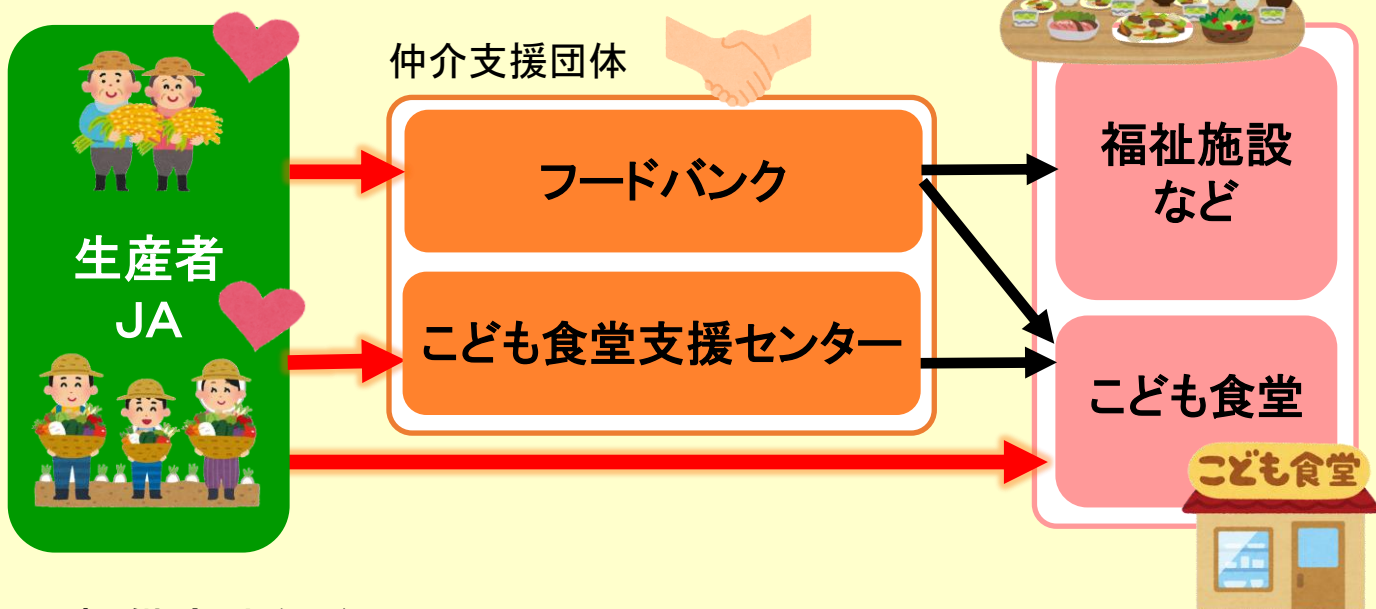 仲介支援団体
生産者
JA
フードバンク
こども食堂支援センター
福祉施設
など
こども食堂
こども食堂